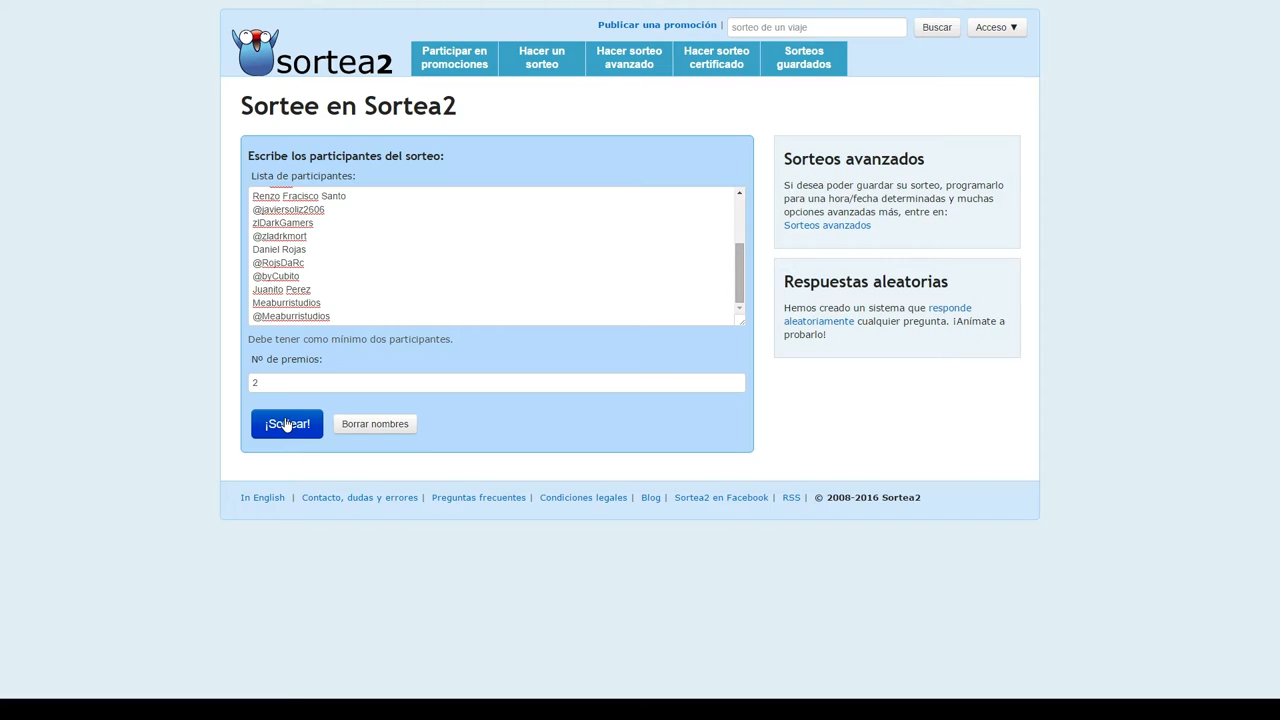 Publicar una promoción |
sorteo de un viaje
Buscar
Acceso ▼
sortea2
Participar en promociones
Hacer un sorteo
Hacer sorteo avanzado
Hacer sorteo certificado
Sorteos guardados
Sortee en Sortea2
Escribe los participantes del sorteo:
Lista de participantes:
Renzo Fracisco Santo
@javiersoliz2606
zlDarkGamers
@zladrkmort
Daniel Rojas
@RojsDaRc
@byCubito
Juanito Perez
Meaburristudios
@Meaburristudios
Debe tener como mínimo dos participantes.
Nº de premios:
2
¡Sortear!
Borrar nombres
Sorteos avanzados
Si desea poder guardar su sorteo, programarlo
para una hora/fecha determinadas y muchas
opciones avanzadas más, entre en:
Sorteos avanzados
Respuestas aleatorias
Hemos creado un sistema que responde
aleatoriamente cualquier pregunta. ¡Anímate a
probarlo!
In English | Contacto, dudas y errores | Preguntas frecuentes | Condiciones legales | Blog | Sortea2 en Facebook | RSS | © 2008-2016 Sortea2